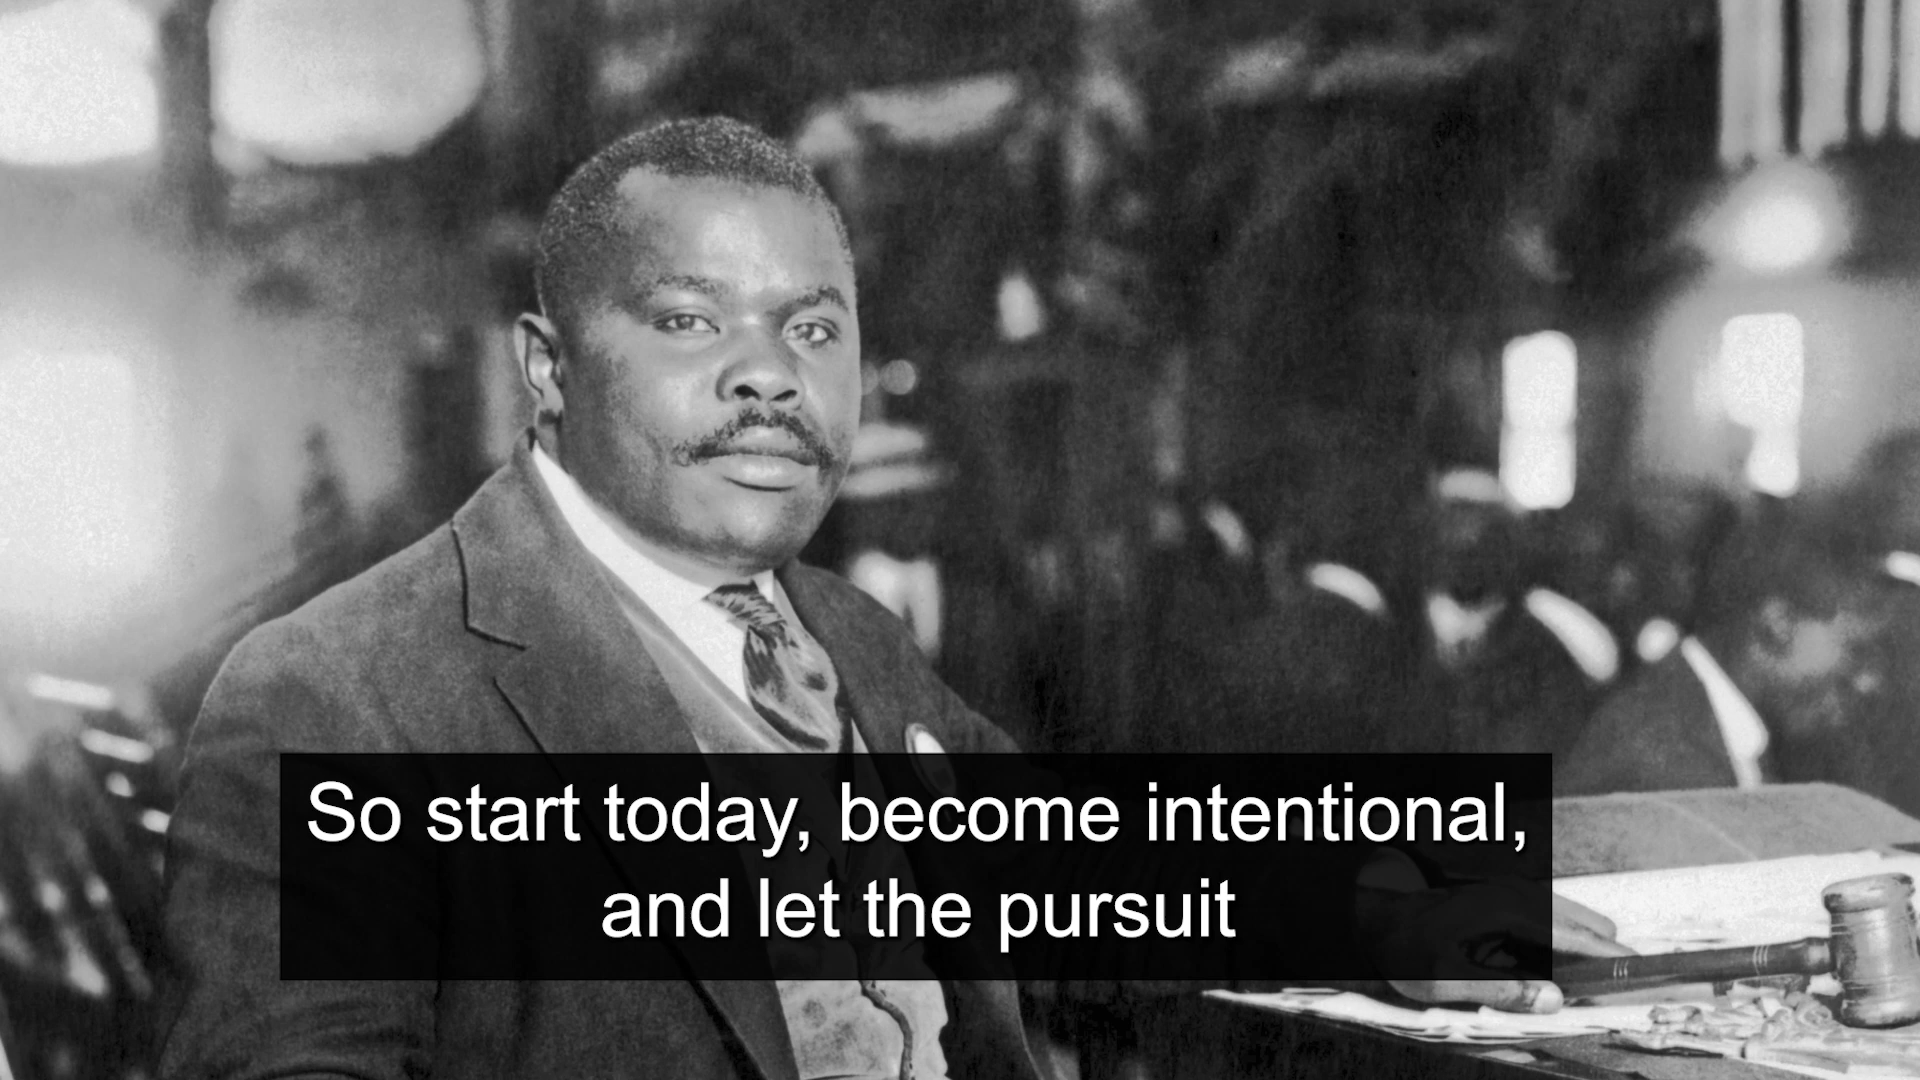 So start today, become intentional,
and let the pursuit